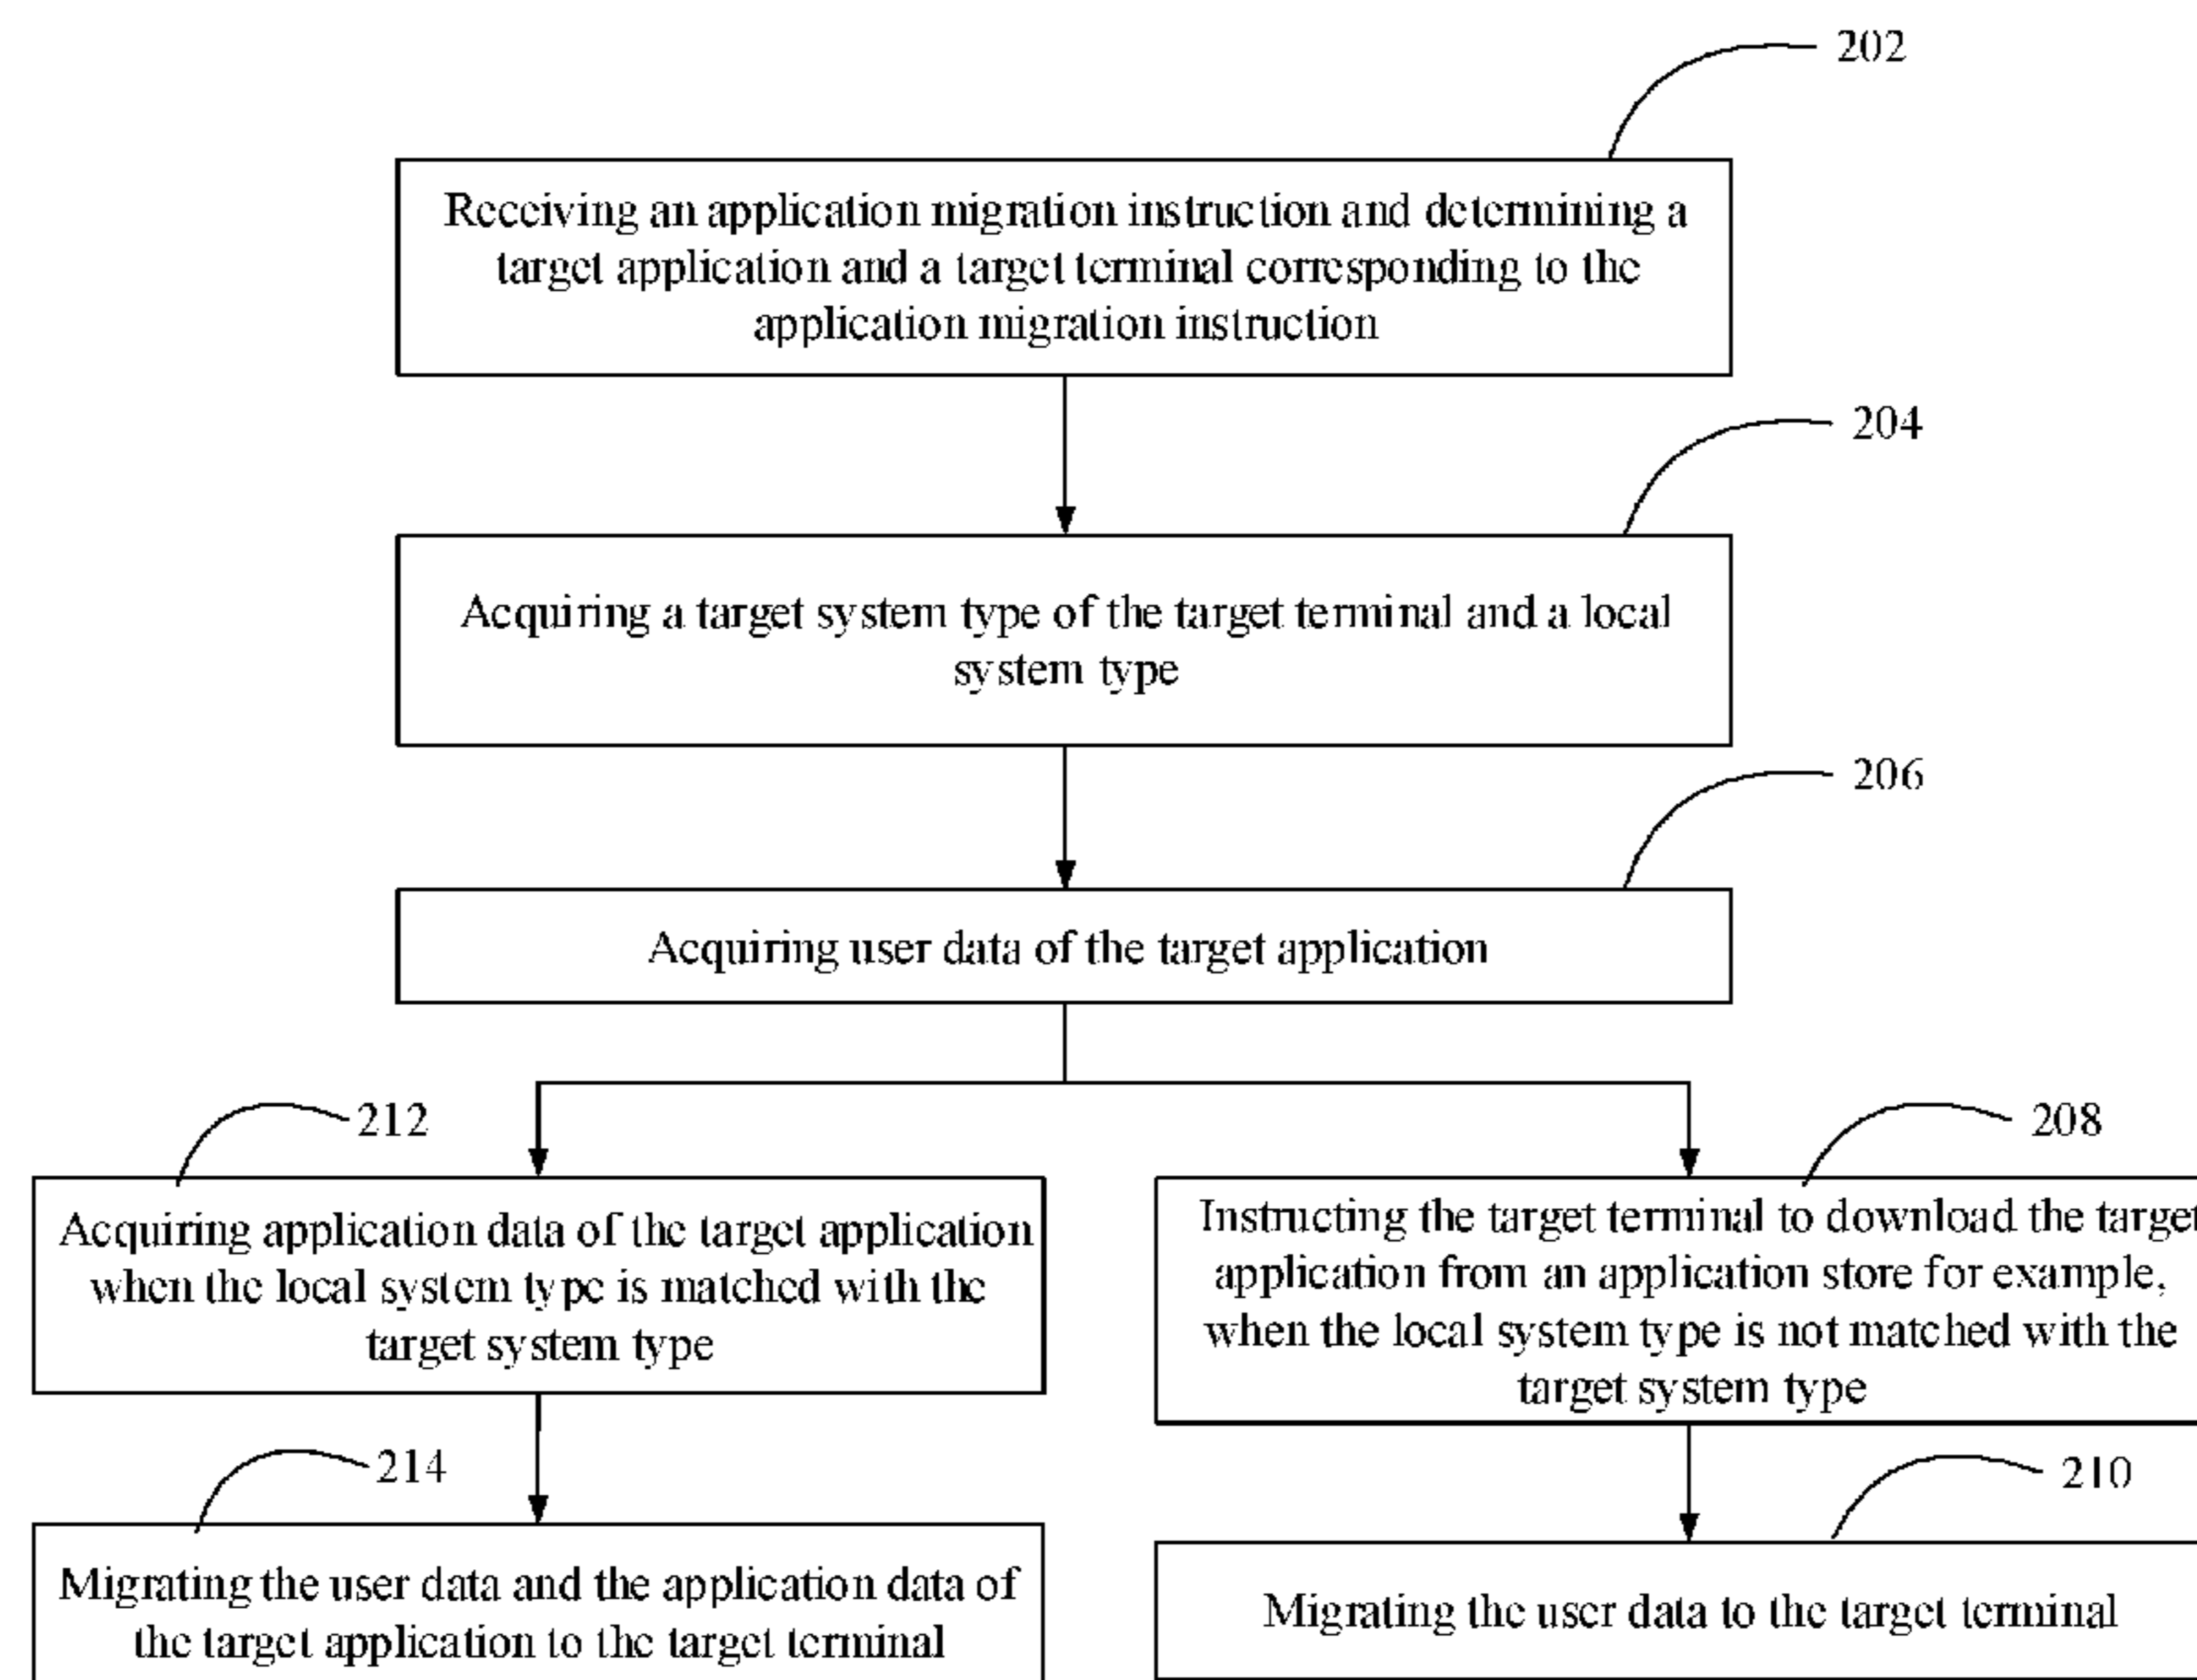 202
Receiving an application migration instruction and determining a
target application and a target terminal corresponding to the
application migration instruction
204
Acquiring a target system type of the target terminal and a local
system type
206
Acquiring user data of the target application
212
208
Acquiring application data of the target application
when the local system type is matched with the
target system type
Instructing the target terminal to download the target
application from an application store for example,
when the local system type is not matched with the
target system type
214
210
Migrating the user data and the application data of
the target application to the target terminal
Migrating the user data to the target terminal